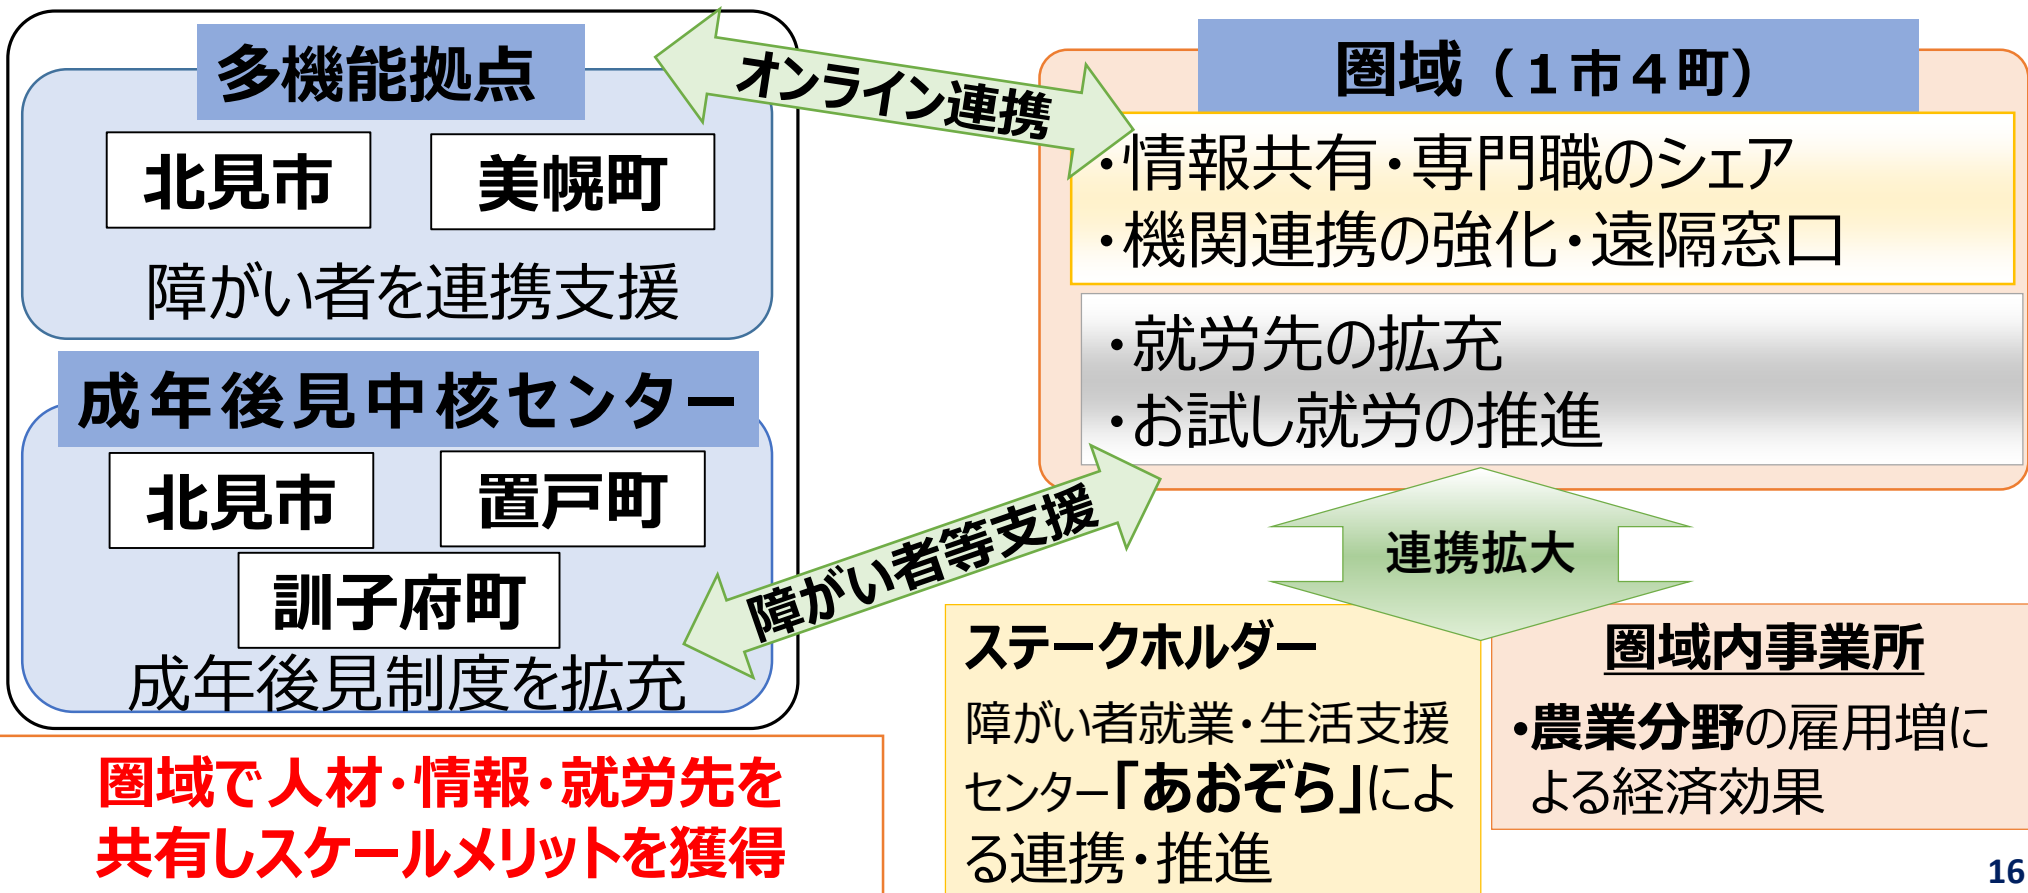 多機能拠点
北見市
美幌町
障がい者を連携支援
成年後見中核センター
北見市
置戸町
訓子府町
成年後見制度を拡充
オンライン連携
障がい者等支援
圏域（１市４町）
・情報共有・専門職のシェア
・機関連携の強化・遠隔窓口
・就労先の拡充
・お試し就労の推進
連携拡大
ステークホルダー
障がい者就業・生活支援
センター「あおぞら」によ
る連携・推進
圏域内事業所
・農業分野の雇用増に
よる経済効果
圏域で人材・情報・就労先を
共有しスケールメリットを獲得
16